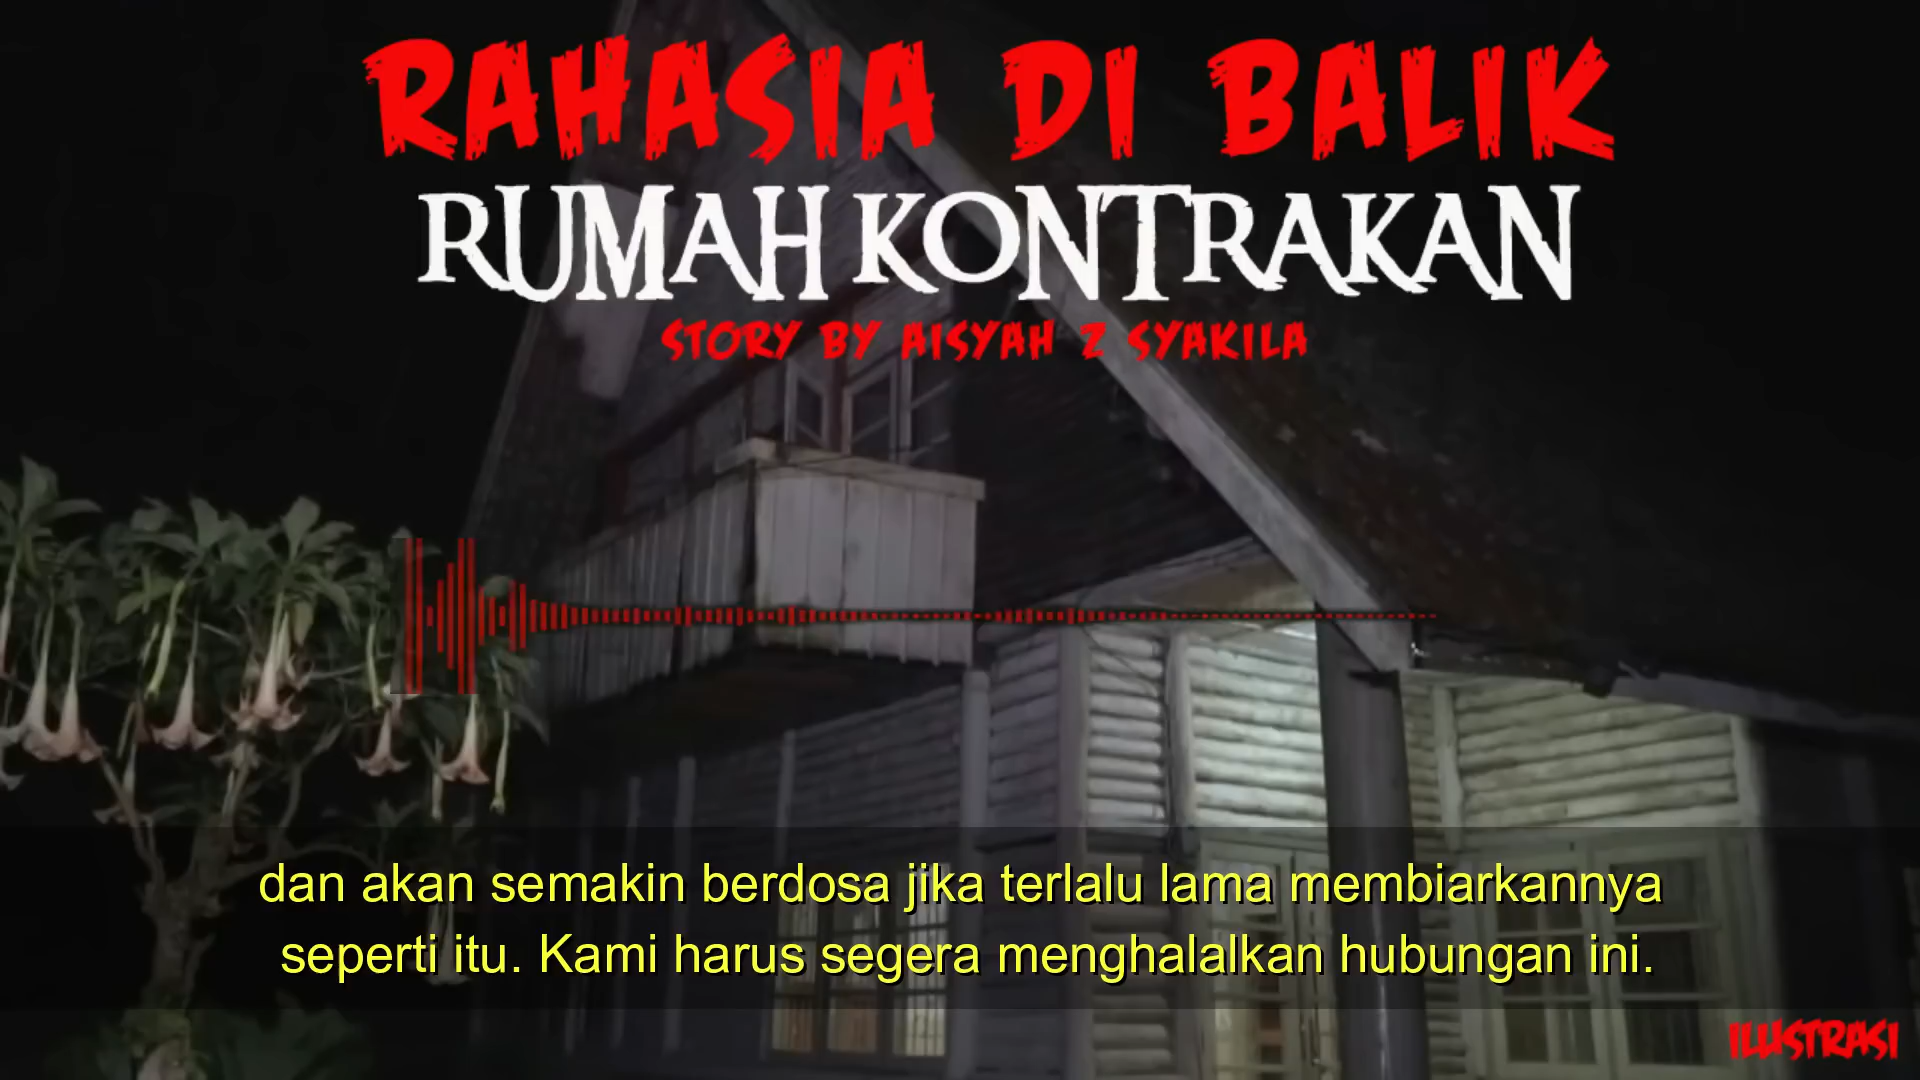 RAHASIA DI BALIK
RUMAH KONTRAKAN
STORY BY AISYAH Z SYAKILA
dan akan semakin berdosa jika terlalu lama membiarkannya
seperti itu. Kami harus segera menghalalkan hubungan ini.
ILUSTRASI